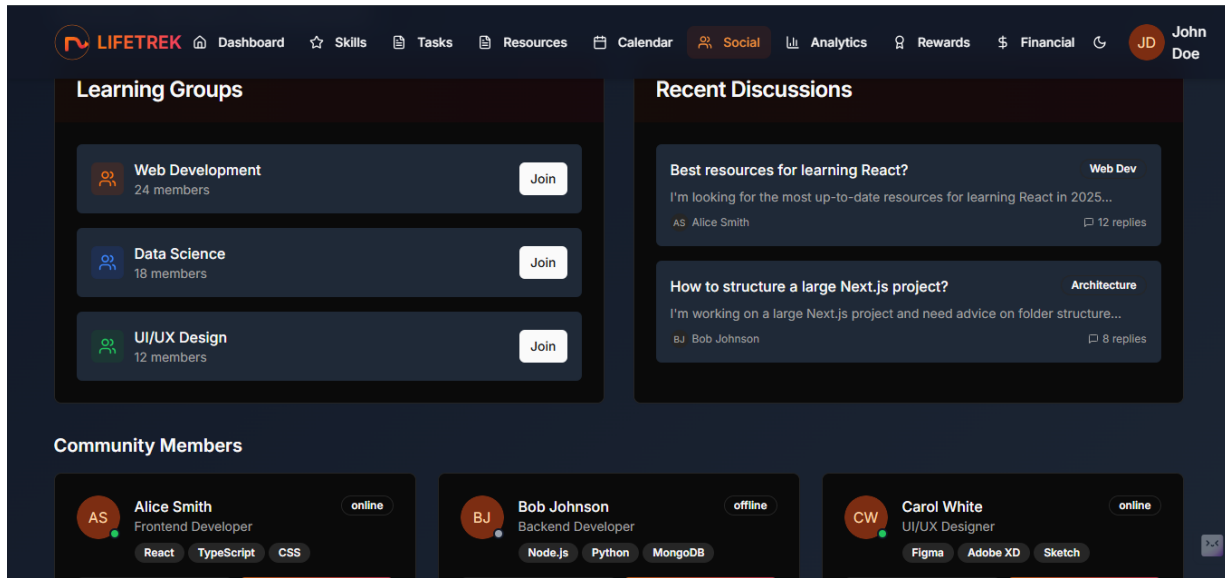 LIFETREK
Dashboard
Skills
Tasks
Resources
Calendar
Social
Analytics
Rewards
Financial
JD
John
Doe
Learning Groups
Web Development
24 members
Join
Data Science
18 members
Join
UI/UX Design
12 members
Join
Recent Discussions
Best resources for learning React?
Web Dev
I'm looking for the most up-to-date resources for learning React in 2025...
AS Alice Smith
12 replies
How to structure a large Next.js project?
Architecture
I'm working on a large Next.js project and need advice on folder structure...
BJ Bob Johnson
8 replies
Community Members
AS
Alice Smith
online
Frontend Developer
React TypeScript CSS
BJ
Bob Johnson
offline
Backend Developer
Node.js Python MongoDB
CW
Carol White
online
UI/UX Designer
Figma Adobe XD Sketch